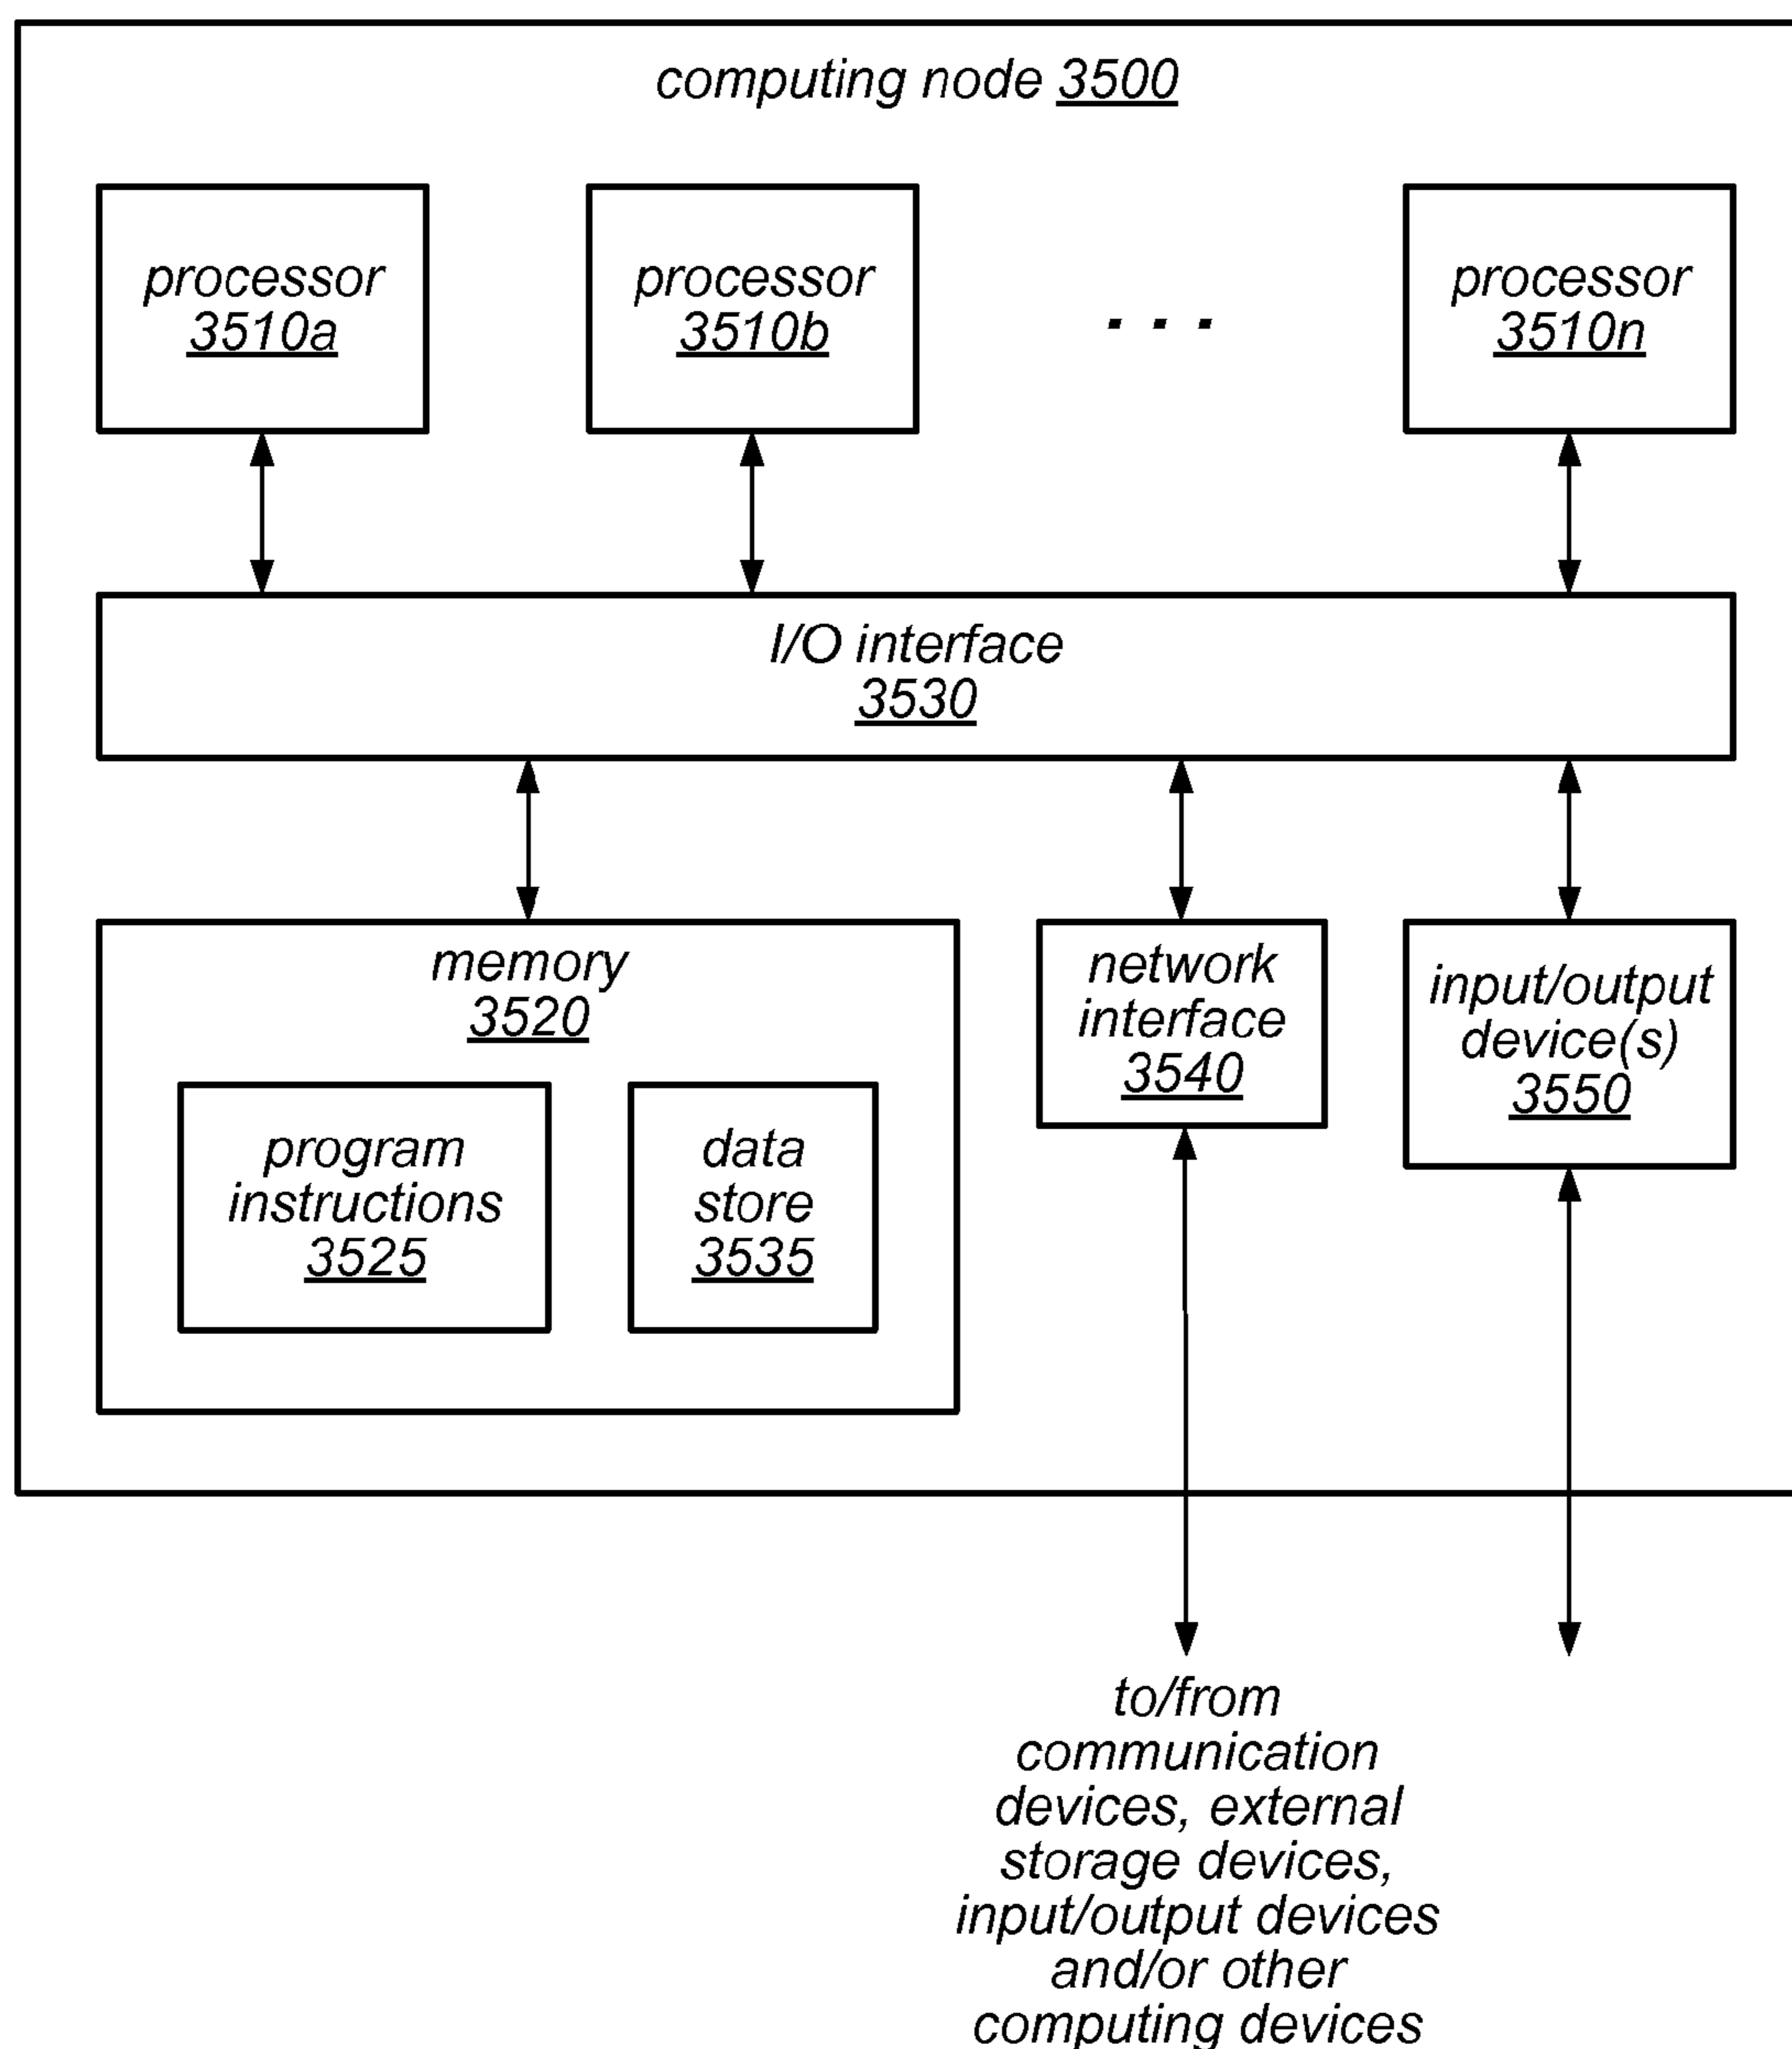 computing node 3500
processor
3510a
processor
3510b
. . .
processor
3510n
I/O interface
3530
memory
3520
program
instructions
3525
data
store
3535
network
interface
3540
input/output
device(s)
3550
to/from
communication
devices, external
storage devices,
input/output devices
and/or other
computing devices